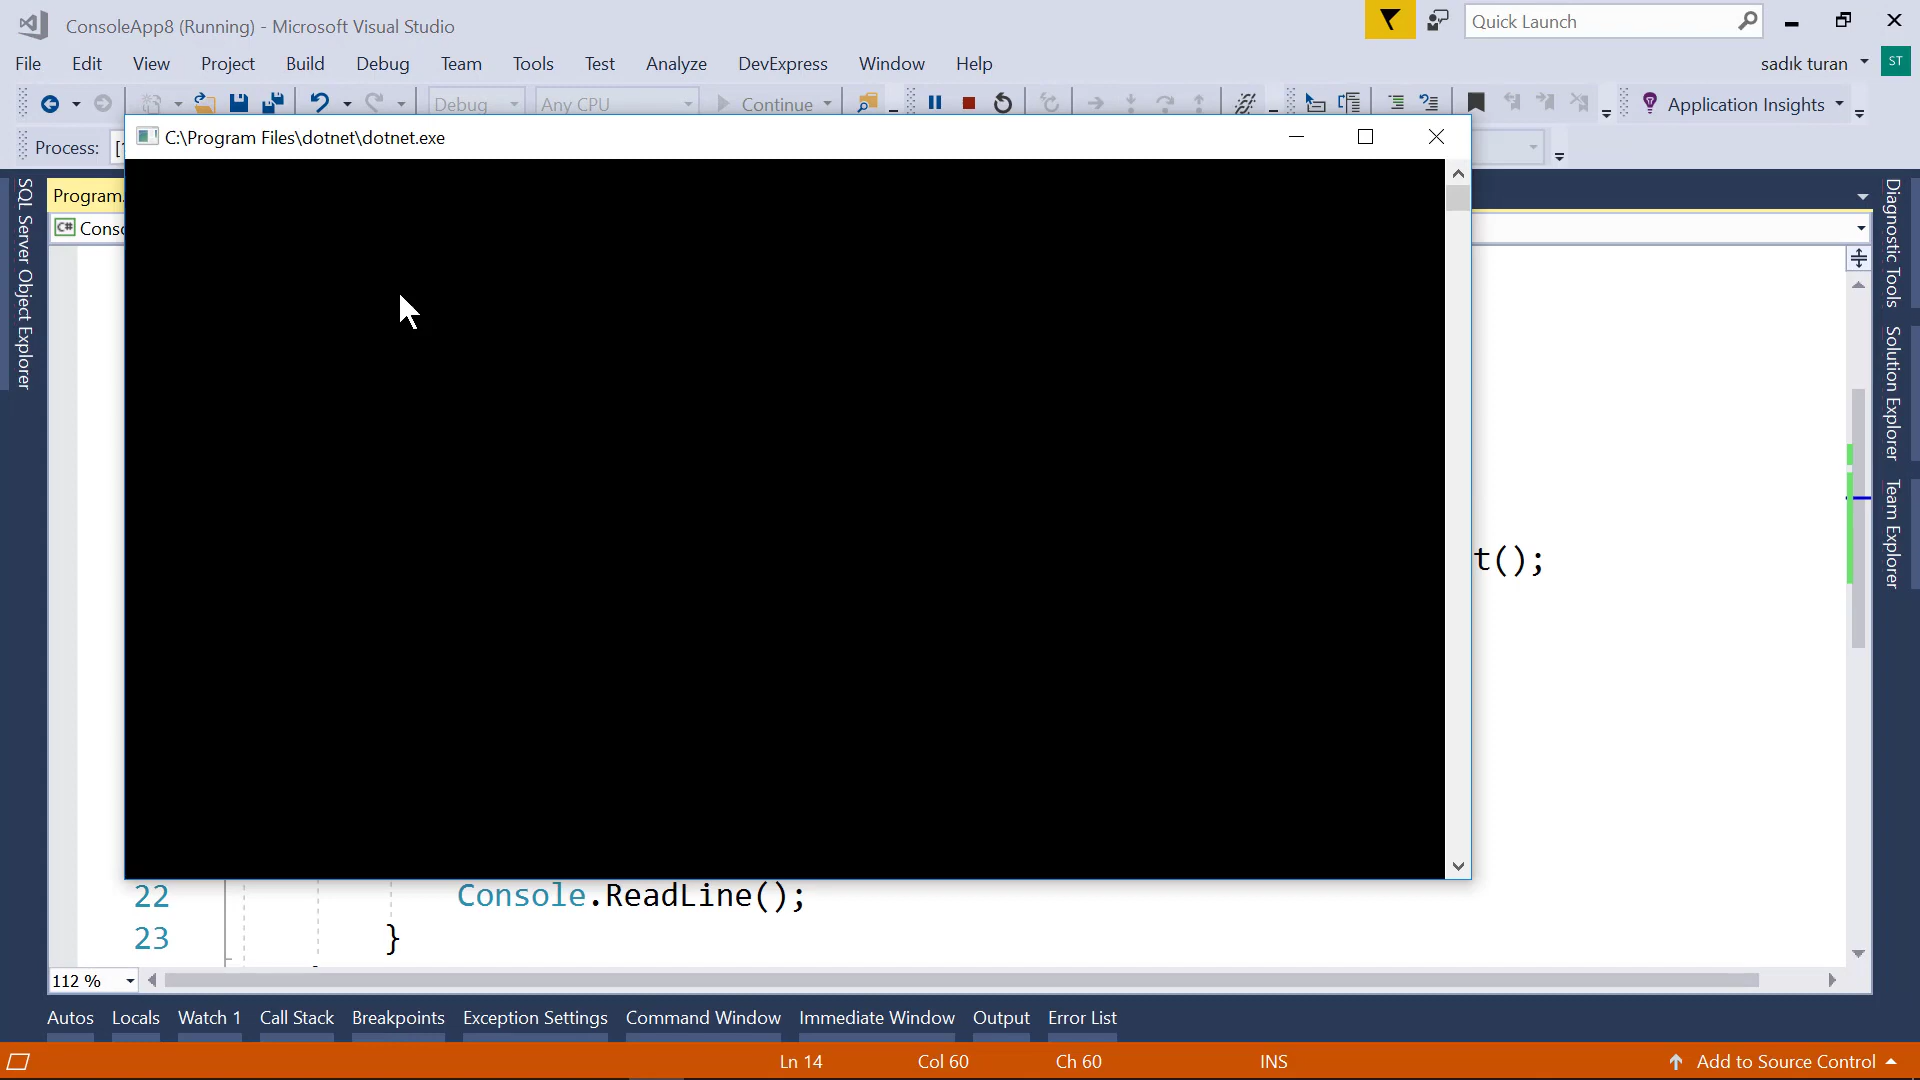 ConsoleApp8 (Running) - Microsoft Visual Studio
Quick Launch
File Edit View Project Build Debug Team Tools Test Analyze DevExpress Window Help
sadık turan ST
Debug Any CPU Continue Application Insights
C:\Program Files\dotnet\dotnet.exe
Process: [
Program.
C# Conso
SQL Server Object Explorer
Diagnostic Tools
Solution Explorer
Team Explorer
t();
22 Console.ReadLine();
23 }
112 %
Autos Locals Watch 1 Call Stack Breakpoints Exception Settings Command Window Immediate Window Output Error List
Ln 14 Col 60 Ch 60 INS Add to Source Control